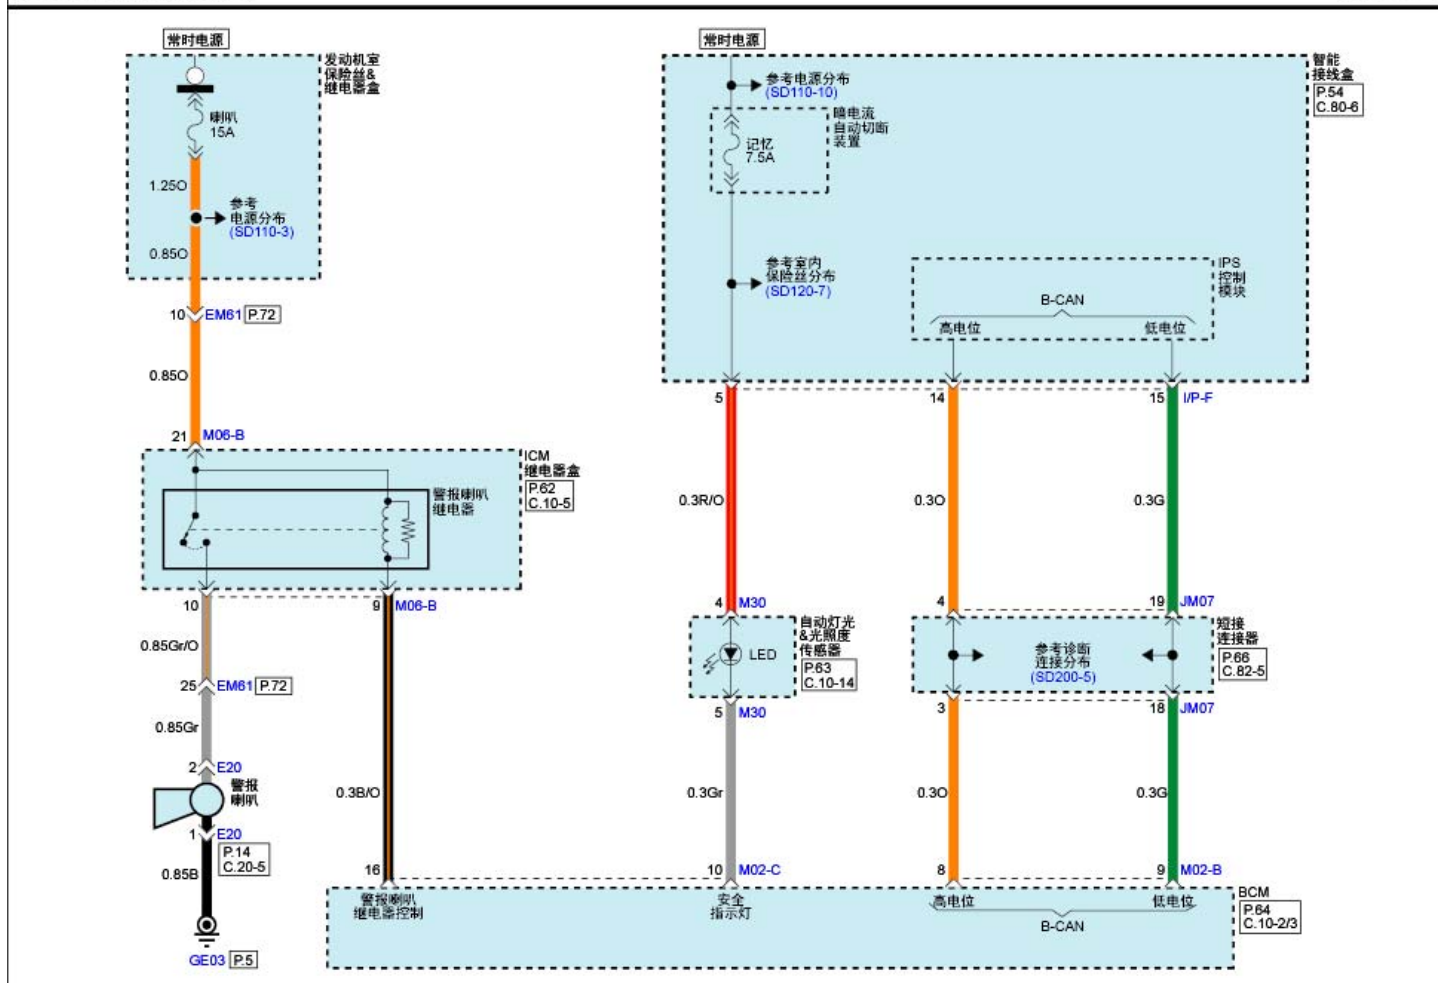 常时电源
发动机室
保险丝&
继电器盒
喇叭
15A
1.25O
参考
电源分布
(SD110-3)
0.85O
10 EM61 P.72
0.85O
21 M06-B
ICM
继电器盒
P.62
C.10-5
警报喇叭
继电器
10
9 M06-B
0.85Gr/O
25 EM61 P.72
0.85Gr
2 E20
警报
喇叭
1 E20
P.14
C.20-5
0.85B
GE03 P.5
0.3B/O
16
常时电源
智能
接线盒
P.54
C.80-6
参考电源分布
(SD110-10)
暗电流
自动切断
装置
记忆
7.5A
参考室内
保险丝分布
(SD120-7)
IPS
控制
模块
B-CAN
高电位
低电位
5
14
15 I/P-F
0.3R/O
0.3O
0.3G
4 M30
4
19 JM07
自动灯光
&光照度
传感器
P.63
C.10-14
LED
短接
连接器
P.66
C.82-5
参考诊断
连接分布
(SD200-5)
5 M30
3
18 JM07
0.3Gr
0.3O
0.3G
10 M02-C
8
9 M02-B
警报喇叭
继电器控制
安全
指示灯
高电位
低电位
B-CAN
BCM
P.64
C.10-2/3